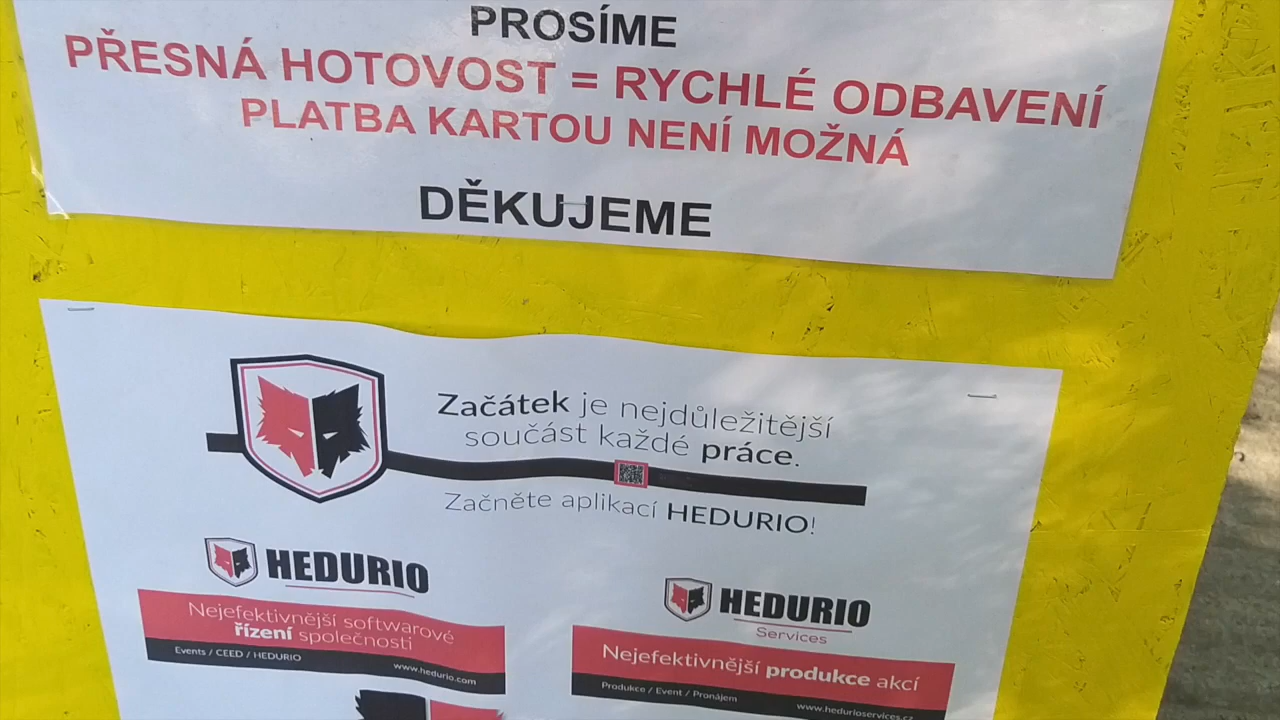 PROSÍME
PŘESNÁ HOTOVOST = RYCHLÉ ODBAVENÍ
PLATBA KARTOU NENÍ MOŽNÁ
DĚKUJEME
Začátek je nejdůležitější
součást každé práce.
Začněte aplikací HEDURIO!
HEDURIO
Nejefektivnější softwarové
řízení společnosti
Events / CEED / HEDURIO
www.hedurio.com
HEDURIO
Services
Nejefektivnější produkce akcí
Produkce / Event / Pronájem
www.hedurioservices.cz